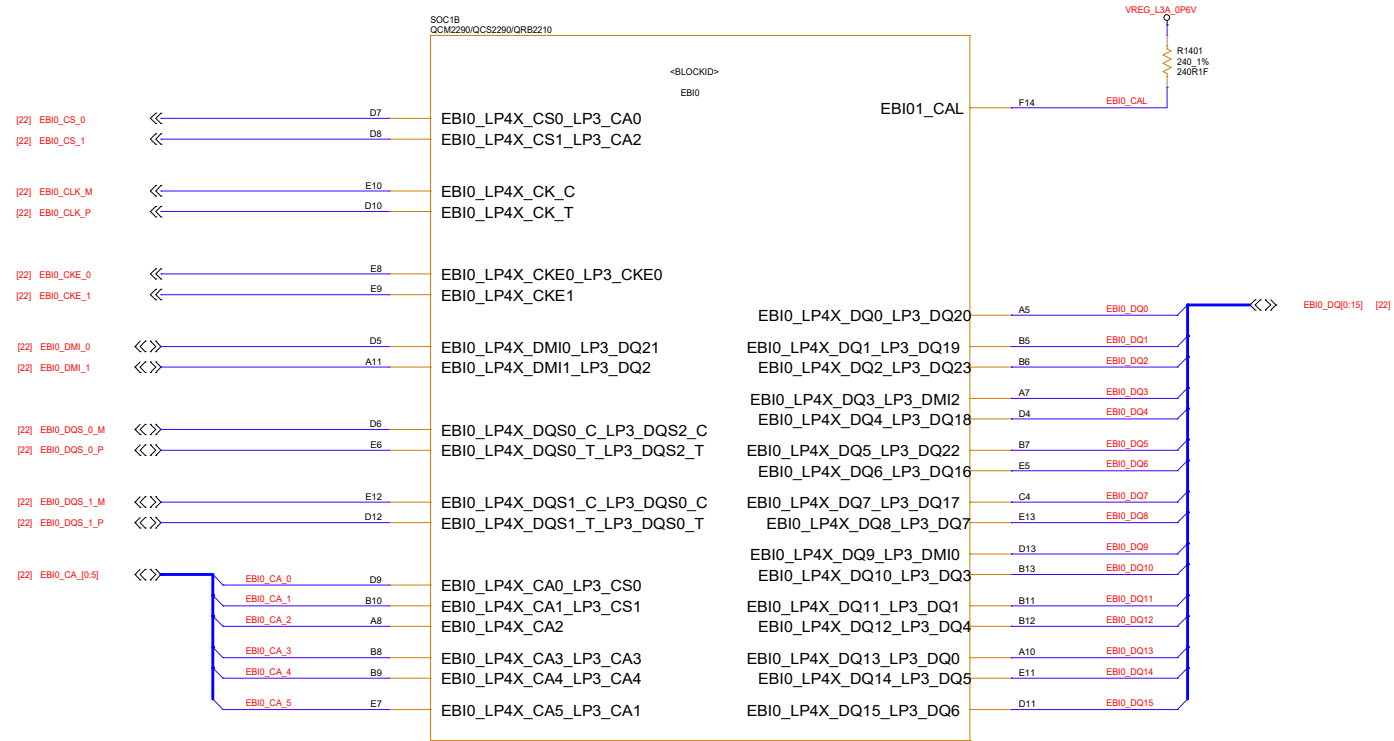 VREG_L3A_0P6V
SOC1B
QCM2290/QCS2290/QRB2210
R1401
240_1%
240R1F
<BLOCKID>
EBI0
EBI01_CAL F14 EBI0_CAL
[22] EBI0_CS_0 D7 EBI0_LP4X_CS0_LP3_CA0
[22] EBI0_CS_1 D8 EBI0_LP4X_CS1_LP3_CA2
[22] EBI0_CLK_M E10 EBI0_LP4X_CK_C
[22] EBI0_CLK_P D10 EBI0_LP4X_CK_T
[22] EBI0_CKE_0 E8 EBI0_LP4X_CKE0_LP3_CKE0
[22] EBI0_CKE_1 E9 EBI0_LP4X_CKE1
[22] EBI0_DMI_0 D5 EBI0_LP4X_DMI0_LP3_DQ21
[22] EBI0_DMI_1 A11 EBI0_LP4X_DMI1_LP3_DQ2
[22] EBI0_DQS_0_M D6 EBI0_LP4X_DQS0_C_LP3_DQS2_C
[22] EBI0_DQS_0_P E6 EBI0_LP4X_DQS0_T_LP3_DQS2_T
[22] EBI0_DQS_1_M E12 EBI0_LP4X_DQS1_C_LP3_DQS0_C
[22] EBI0_DQS_1_P D12 EBI0_LP4X_DQS1_T_LP3_DQS0_T
[22] EBI0_CA_[0:5]
EBI0_CA_0 D9 EBI0_LP4X_CA0_LP3_CS0
EBI0_CA_1 B10 EBI0_LP4X_CA1_LP3_CS1
EBI0_CA_2 A8 EBI0_LP4X_CA2
EBI0_CA_3 B8 EBI0_LP4X_CA3_LP3_CA3
EBI0_CA_4 B9 EBI0_LP4X_CA4_LP3_CA4
EBI0_CA_5 E7 EBI0_LP4X_CA5_LP3_CA1
EBI0_DQ[0:15] [22]
EBI0_LP4X_DQ0_LP3_DQ20 A5 EBI0_DQ0
EBI0_LP4X_DQ1_LP3_DQ19 B5 EBI0_DQ1
EBI0_LP4X_DQ2_LP3_DQ23 B6 EBI0_DQ2
EBI0_LP4X_DQ3_LP3_DMI2 A7 EBI0_DQ3
EBI0_LP4X_DQ4_LP3_DQ18 D4 EBI0_DQ4
EBI0_LP4X_DQ5_LP3_DQ22 B7 EBI0_DQ5
EBI0_LP4X_DQ6_LP3_DQ16 E5 EBI0_DQ6
EBI0_LP4X_DQ7_LP3_DQ17 C4 EBI0_DQ7
EBI0_LP4X_DQ8_LP3_DQ7 E13 EBI0_DQ8
EBI0_LP4X_DQ9_LP3_DMI0 D13 EBI0_DQ9
EBI0_LP4X_DQ10_LP3_DQ3 B13 EBI0_DQ10
EBI0_LP4X_DQ11_LP3_DQ1 B11 EBI0_DQ11
EBI0_LP4X_DQ12_LP3_DQ4 B12 EBI0_DQ12
EBI0_LP4X_DQ13_LP3_DQ0 A10 EBI0_DQ13
EBI0_LP4X_DQ14_LP3_DQ5 E11 EBI0_DQ14
EBI0_LP4X_DQ15_LP3_DQ6 D11 EBI0_DQ15